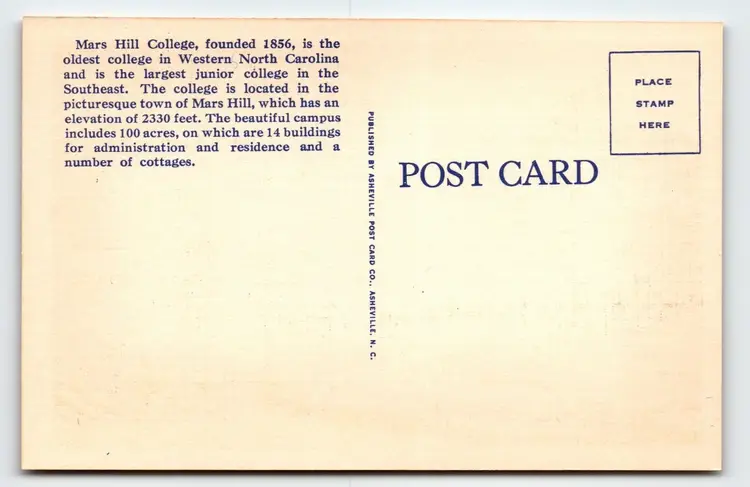 Mars Hill College, founded 1856, is the
oldest college in Western North Carolina
and is the largest junior college in the
Southeast. The college is located in the
picturesque town of Mars Hill, which has an
elevation of 2330 feet. The beautiful campus
includes 100 acres, on which are 14 buildings
for administration and residence and a
number of cottages.
PUBLISHED BY ASHEVILLE POST CARD CO., ASHEVILLE, N. C.
POST CARD
PLACE
STAMP
HERE